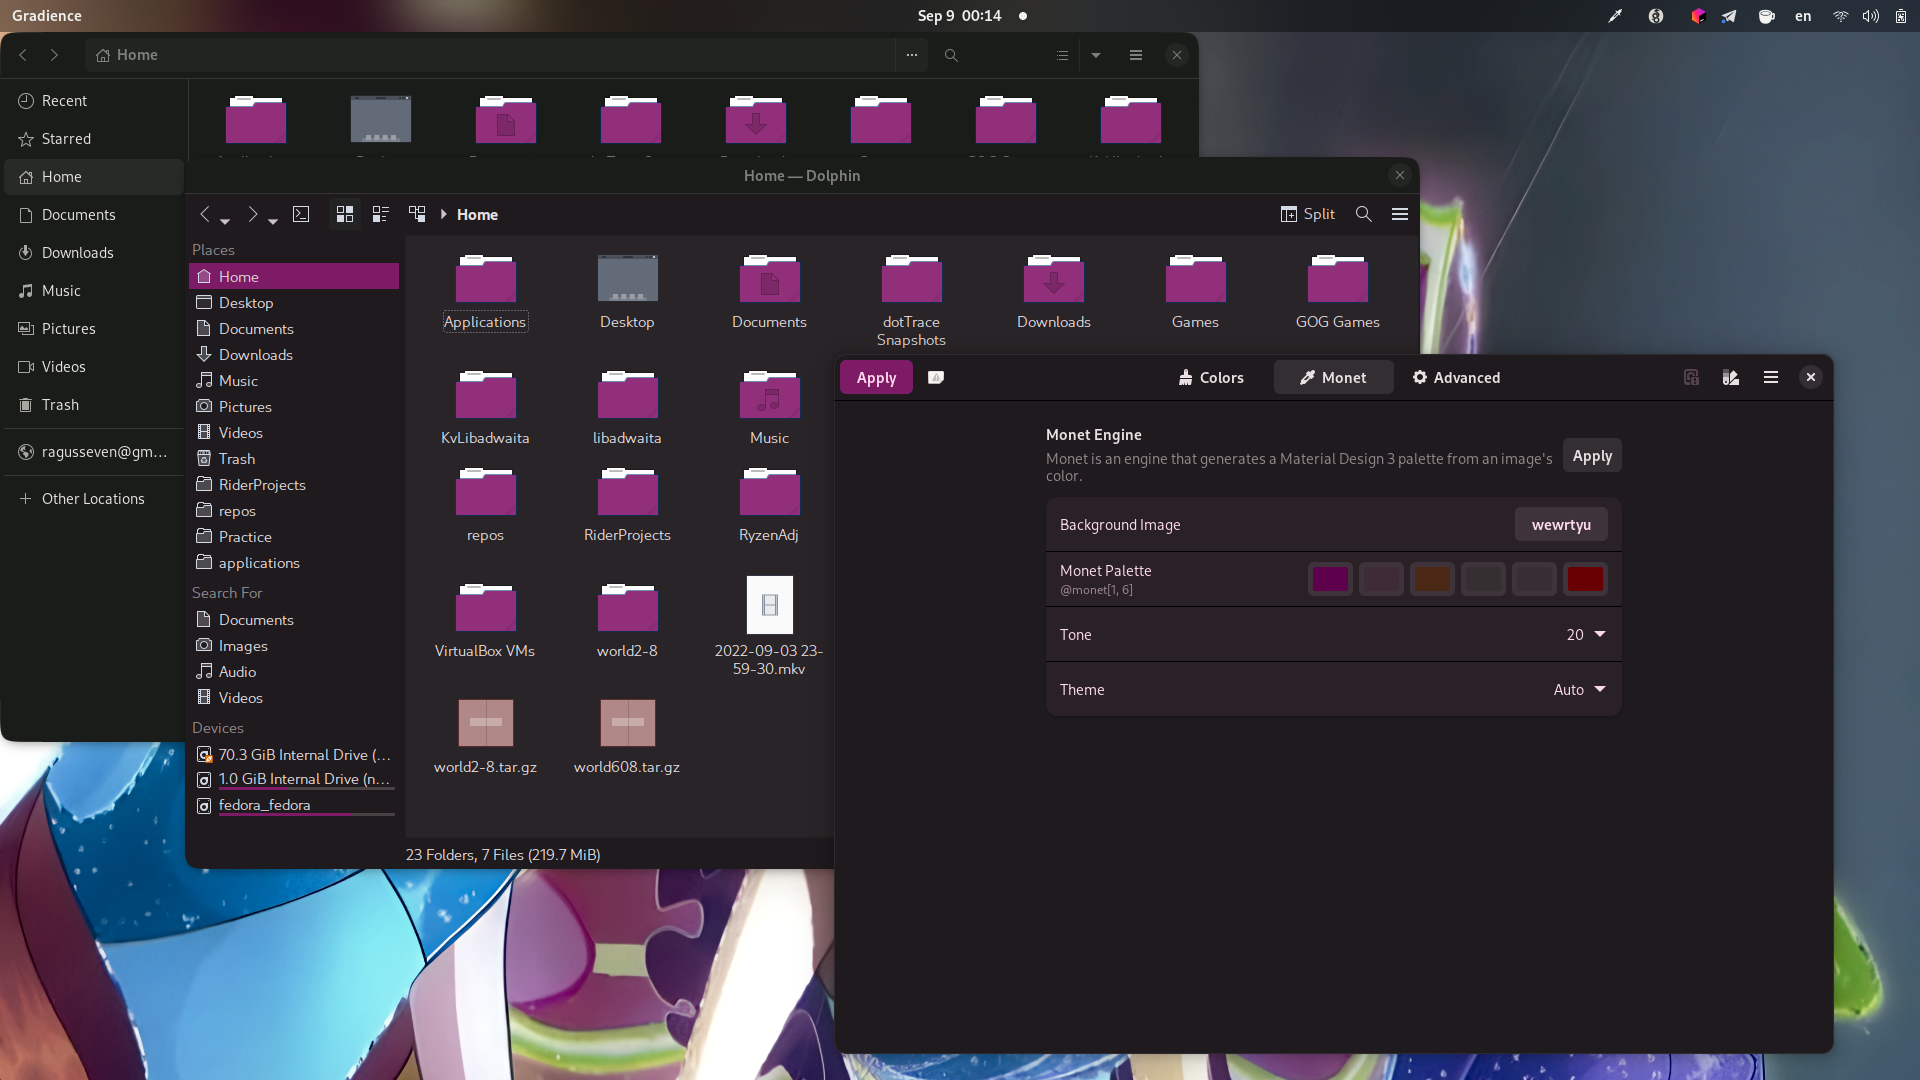 Gradience
Sep 9 00:14
en
Home
Recent
Starred
Home
Documents
Downloads
Music
Pictures
Videos
Trash
ragusseven@gm...
Other Locations
Home — Dolphin
Home
Split
Places
Home
Desktop
Documents
Downloads
Music
Pictures
Videos
Trash
RiderProjects
repos
Practice
applications
Search For
Documents
Images
Audio
Videos
Devices
70.3 GiB Internal Drive (...
1.0 GiB Internal Drive (n...
fedora_fedora
Applications
Desktop
Documents
dotTrace
Snapshots
Downloads
Games
GOG Games
KvLibadwaita
libadwaita
Music
repos
RiderProjects
RyzenAdj
VirtualBox VMs
world2-8
2022-09-03 23-
59-30.mkv
world2-8.tar.gz
world608.tar.gz
23 Folders, 7 Files (219.7 MiB)
Apply
Colors
Monet
Advanced
Monet Engine
Monet is an engine that generates a Material Design 3 palette from an image's
color.
Apply
Background Image
wewrtyu
Monet Palette
@monet[1, 6]
Tone
20
Theme
Auto